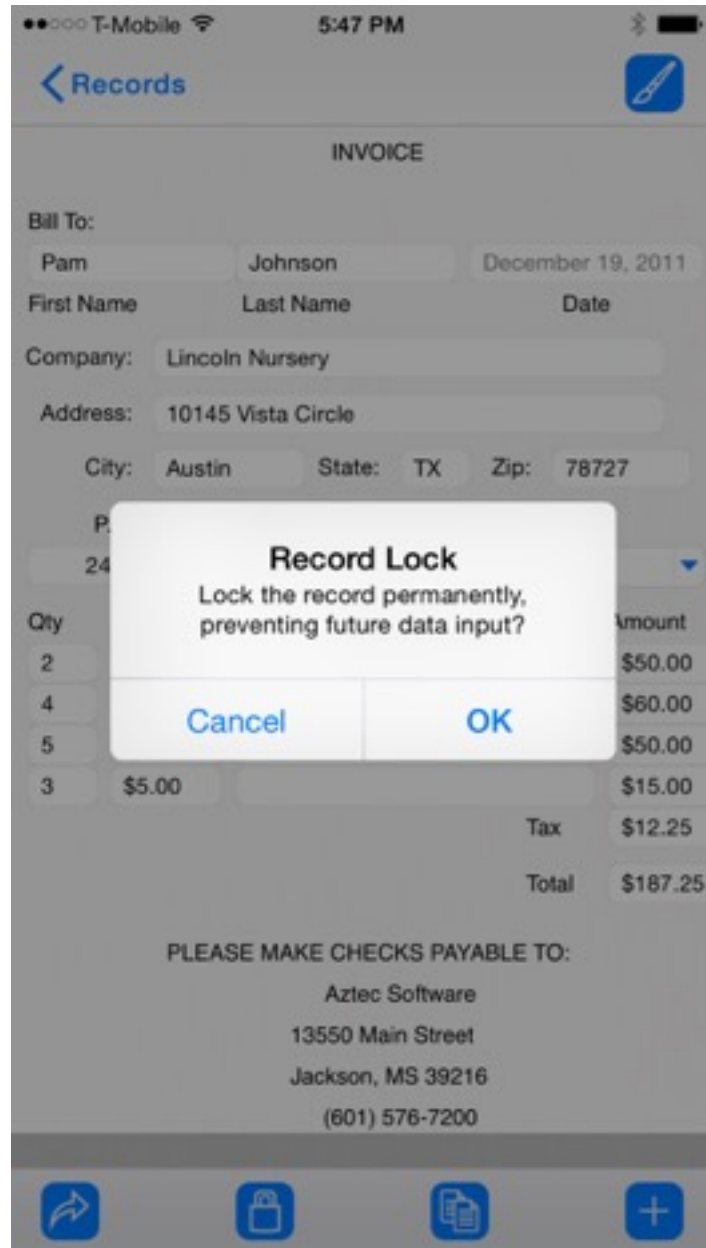 T-Mobile 5:47 PM
Records
INVOICE
Bill To:
Pam Johnson December 19, 2011
First Name Last Name Date
Company: Lincoln Nursery
Address: 10145 Vista Circle
City: Austin State: TX Zip: 78727
Record Lock
Lock the record permanently,
preventing future data input?
Cancel OK
Qty Amount
2 $50.00
4 $60.00
5 $50.00
3 $5.00 $15.00
Tax $12.25
Total $187.25
PLEASE MAKE CHECKS PAYABLE TO:
Aztec Software
13550 Main Street
Jackson, MS 39216
(601) 576-7200